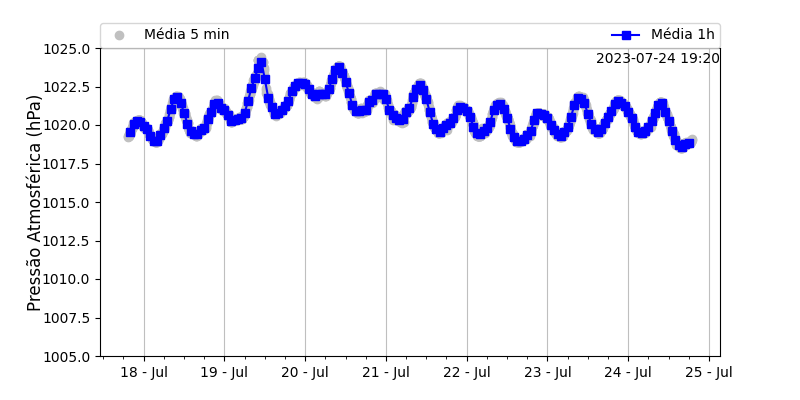 Média 5 min
Média 1h
2023-07-24 19:20
Pressão Atmosférica (hPa)
1025.0
1022.5
1020.0
1017.5
1015.0
1012.5
1010.0
1007.5
1005.0
18 - Jul
19 - Jul
20 - Jul
21 - Jul
22 - Jul
23 - Jul
24 - Jul
25 - Jul